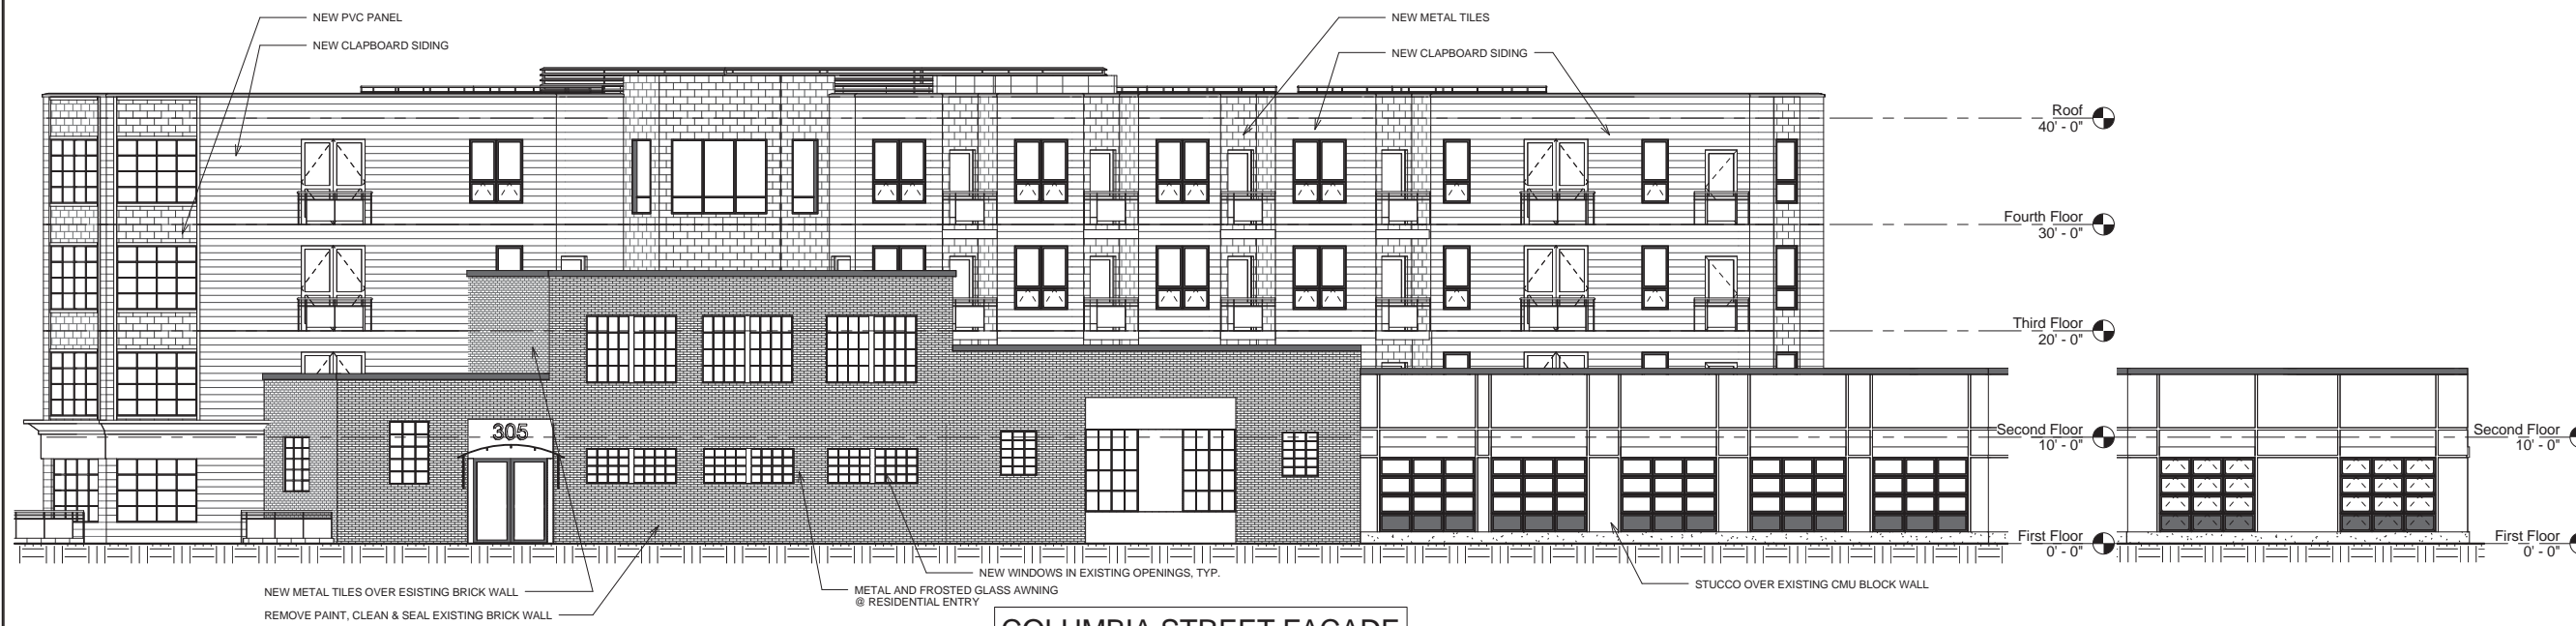 NEW PVC PANEL
NEW CLAPBOARD SIDING
NEW METAL TILES
NEW CLAPBOARD SIDING
Roof
40' - 0"
Fourth Floor
30' - 0"
Third Floor
20' - 0"
305
Second Floor
10' - 0"
Second Floor
10' - 0"
First Floor
0' - 0"
First Floor
0' - 0"
NEW WINDOWS IN EXISTING OPENINGS, TYP.
METAL AND FROSTED GLASS AWNING
@ RESIDENTIAL ENTRY
STUCCO OVER EXISTING CMU BLOCK WALL
NEW METAL TILES OVER ESISTING BRICK WALL
REMOVE PAINT, CLEAN & SEAL EXISTING BRICK WALL
COLUMBIA STREET FACADE